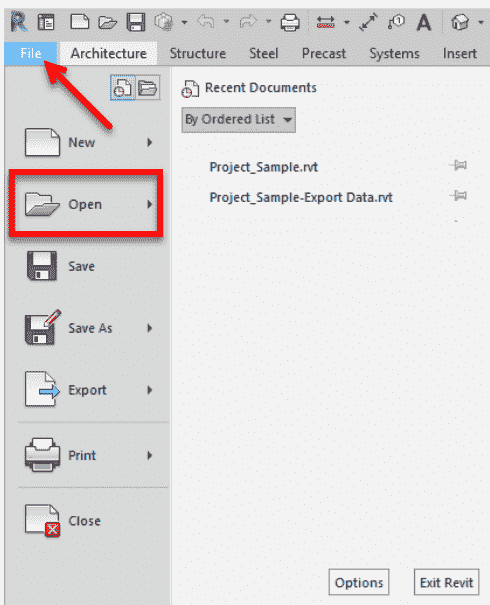 R A
File Architecture Structure Steel Precast Systems Insert
Recent Documents
By Ordered List
New
Project_Sample.rvt
Project_Sample-Export Data.rvt
Open
Save
Save As
Export
Print
Close
Options Exit Revit